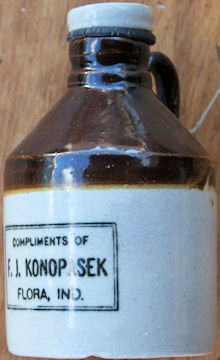 COMPLIMENTS OF
F. J. KONOPASEK
FLORA, IND.